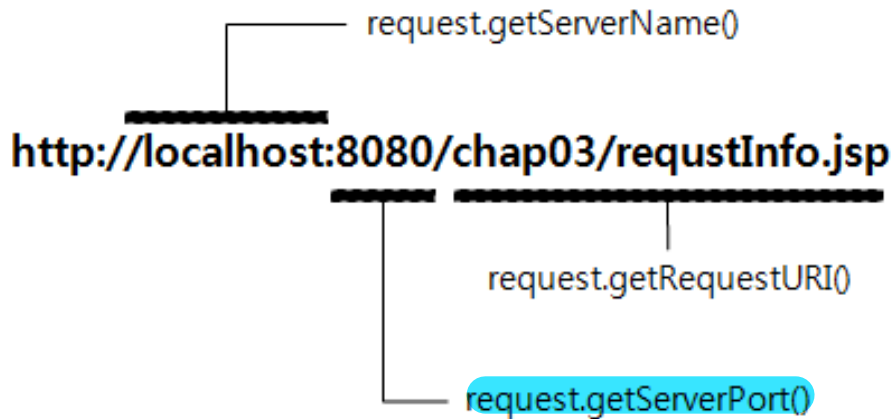 request.getServerName()
http://localhost:8080/chap03/requstInfo.jsp
request.getRequestURI()
request.getServerPort()